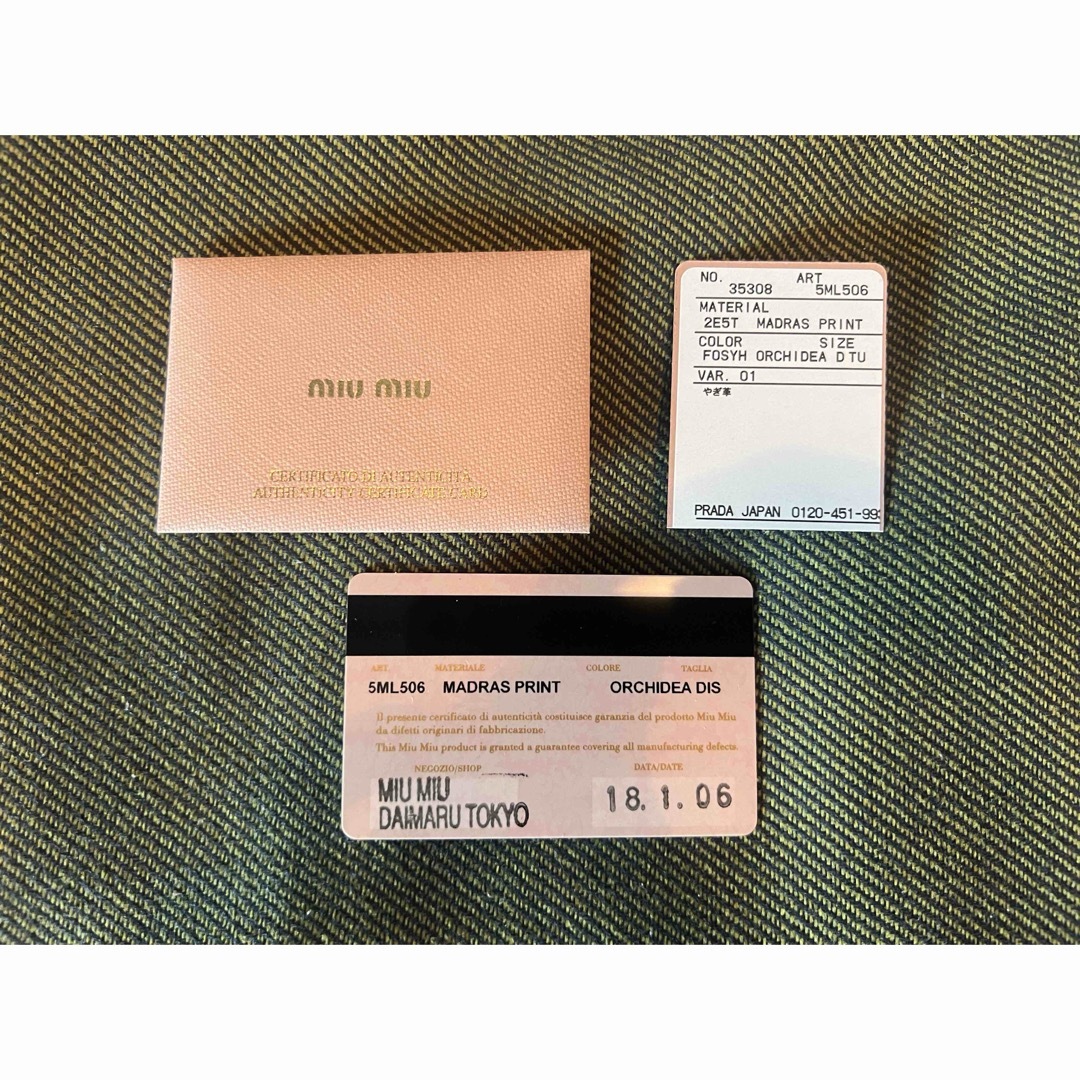 miu miu
CERTIFICATO DI AUTENTICITÀ
AUTHENTICITY CERTIFICATE CARD
NO. ART
35308 5ML506
MATERIAL
2E5T MADRAS PRINT
COLOR SIZE
F0SYH ORCHIDEA D TU
VAR. 01
やぎ革
PRADA JAPAN 0120-451-993
ART. MATERIALE COLORE TAGLIA
5ML506 MADRAS PRINT ORCHIDEA DIS
Il presente certificato di autenticità costituisce garanzia del prodotto Miu Miu
da difetti originari di fabbricazione.
This Miu Miu product is granted a guarantee covering all manufacturing defects.
NEGOZIO/SHOP DATA/DATE
MIU MIU
DAIMARU TOKYO
18. 1. 06